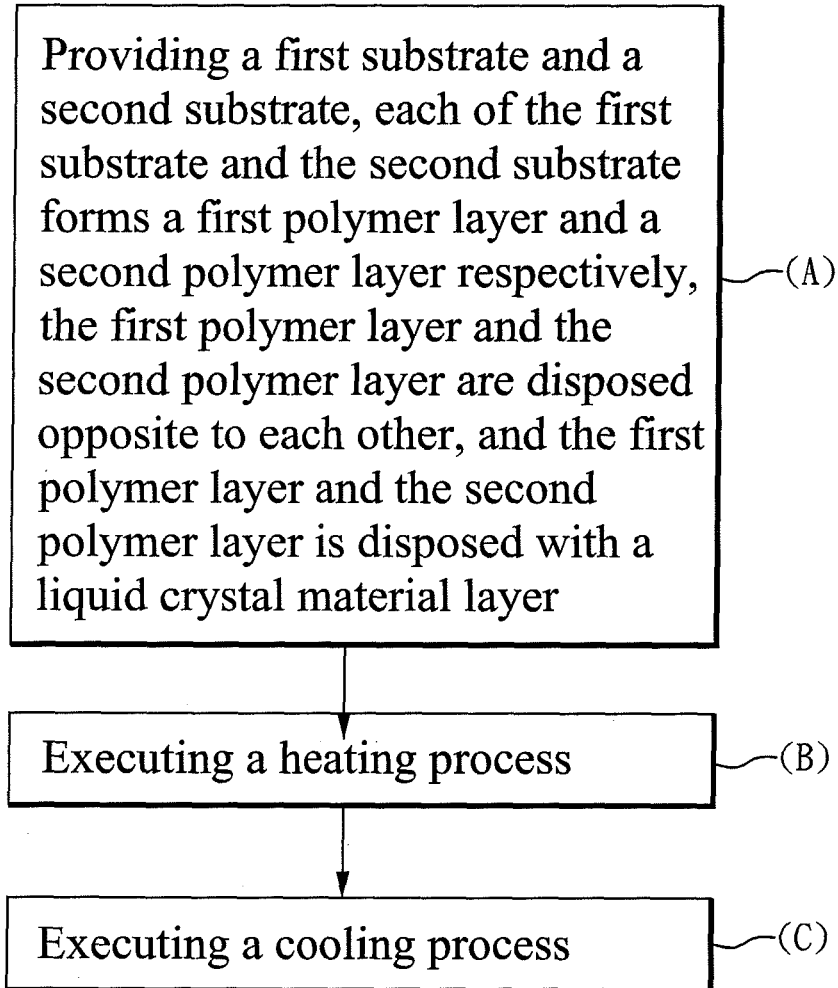 Providing a first substrate and a
second substrate, each of the first
substrate and the second substrate
forms a first polymer layer and a
second polymer layer respectively,
the first polymer layer and the
second polymer layer are disposed
opposite to each other, and the first
polymer layer and the second
polymer layer is disposed with a
liquid crystal material layer
(A)
Executing a heating process
(B)
Executing a cooling process
(C)